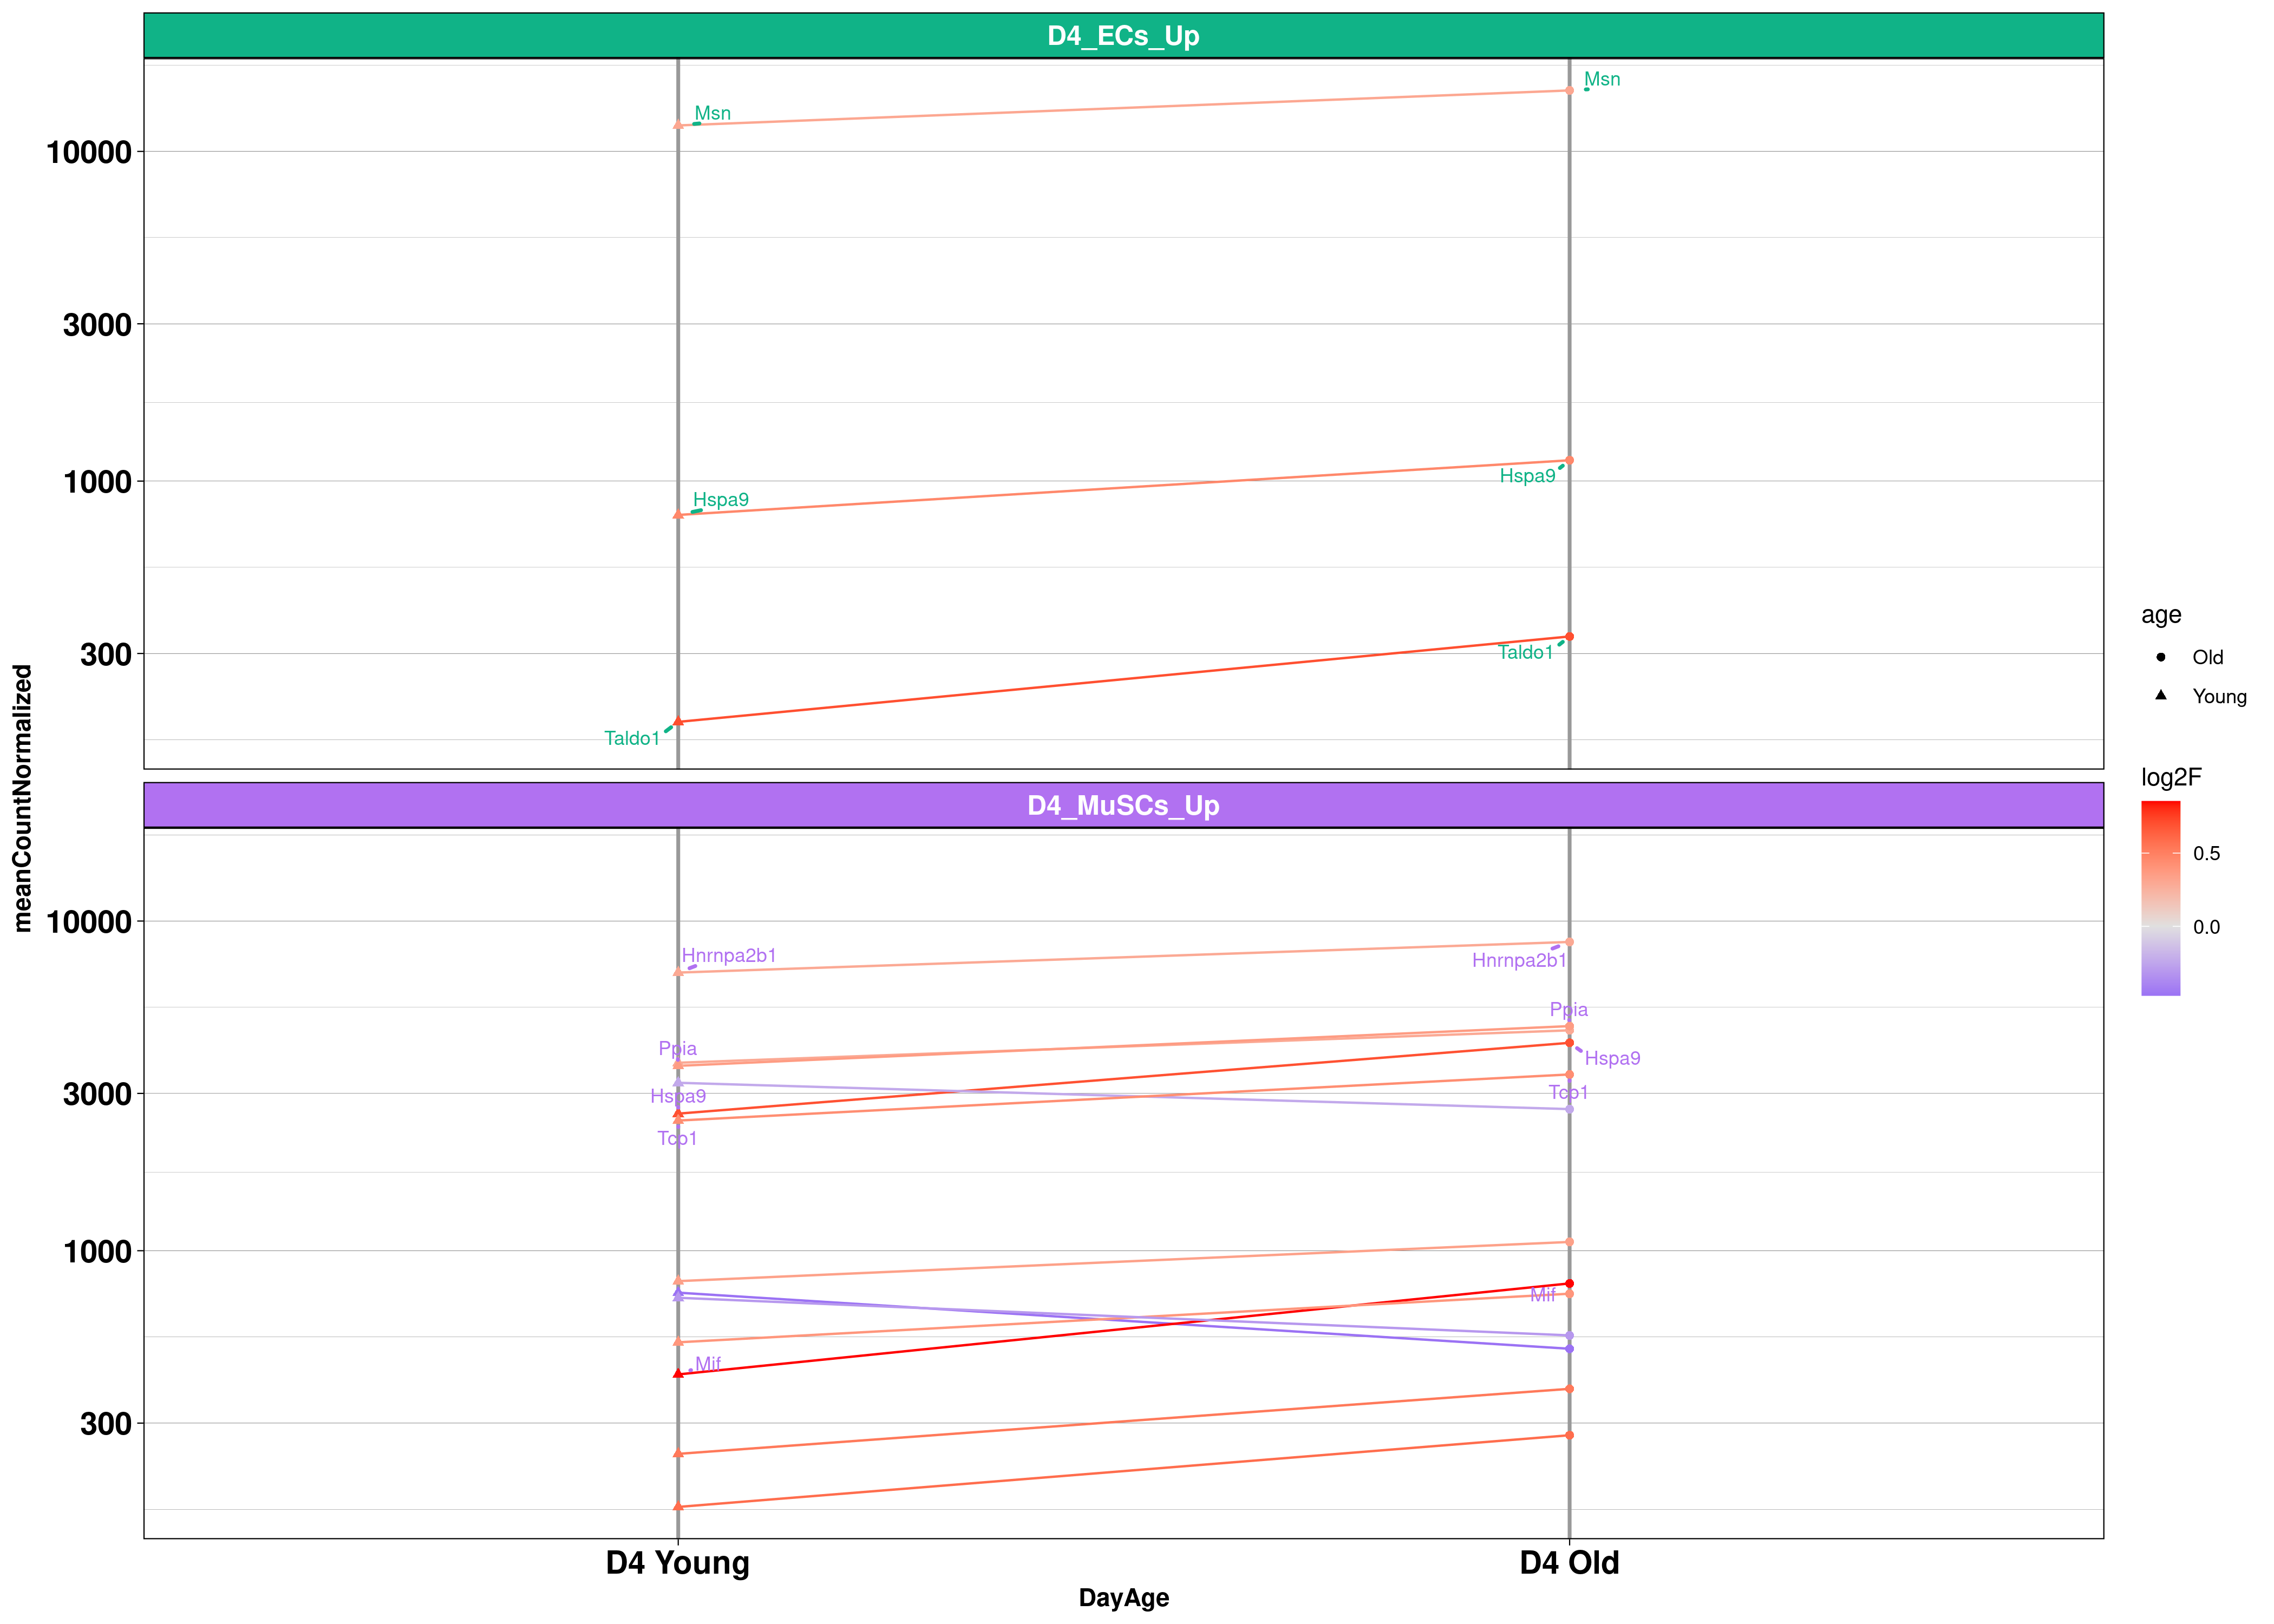 D4_ECs_Up
Msn
Msn
10000
3000
1000
Hspa9
Hspa9
300
Taldo1
Taldo1
D4_MuSCs_Up
10000
Hnrnpa2b1
Hnrnpa2b1
Ppia
Ppia
Hspa9
3000
Hspa9
Tcp1
Tcp1
1000
Mif
Mif
300
D4 Young
D4 Old
DayAge
meanCountNormalized
age
Old
Young
log2F
0.5
0.0